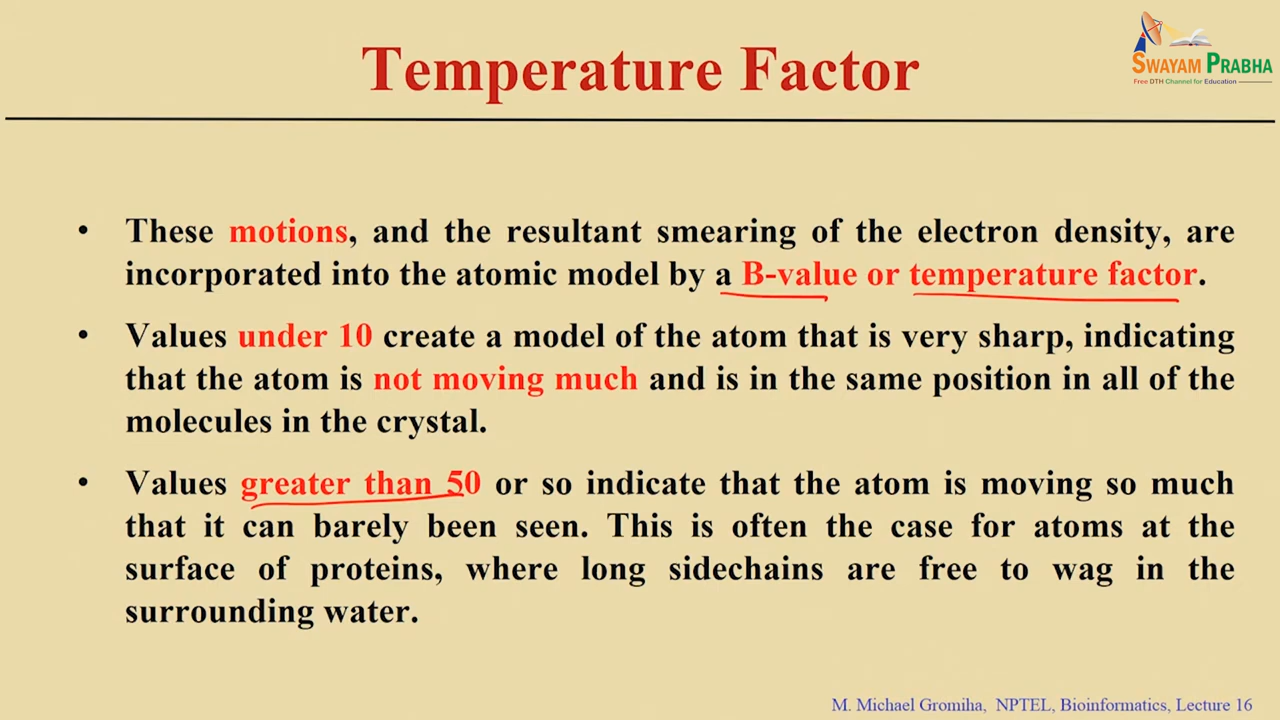 Temperature Factor
SWAYAM PRABHA
Free DTH Channel for Education
• These motions, and the resultant smearing of the electron density, are
incorporated into the atomic model by a B-value or temperature factor.
• Values under 10 create a model of the atom that is very sharp, indicating
that the atom is not moving much and is in the same position in all of the
molecules in the crystal.
• Values greater than 50 or so indicate that the atom is moving so much
that it can barely been seen. This is often the case for atoms at the
surface of proteins, where long sidechains are free to wag in the
surrounding water.
M. Michael Gromiha, NPTEL, Bioinformatics, Lecture 16